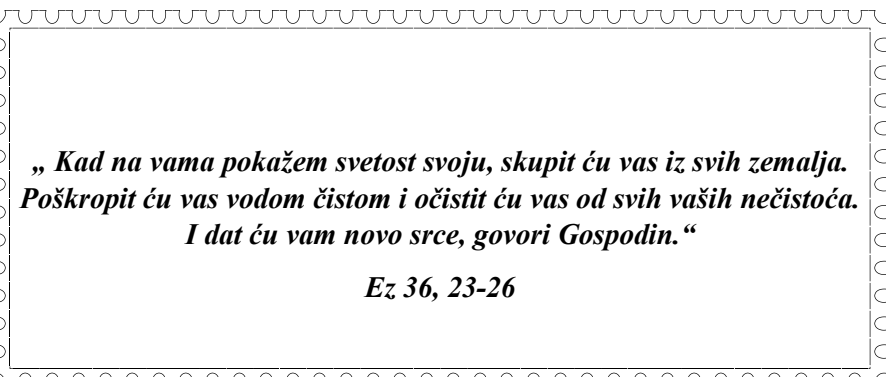 „ Kad na vama pokažem svetost svoju, skupit ću vas iz svih zemalja.
Poškropit ću vas vodom čistom i očistit ću vas od svih vaših nečistoća.
I dat ću vam novo srce, govori Gospodin.“
Ez 36, 23-26